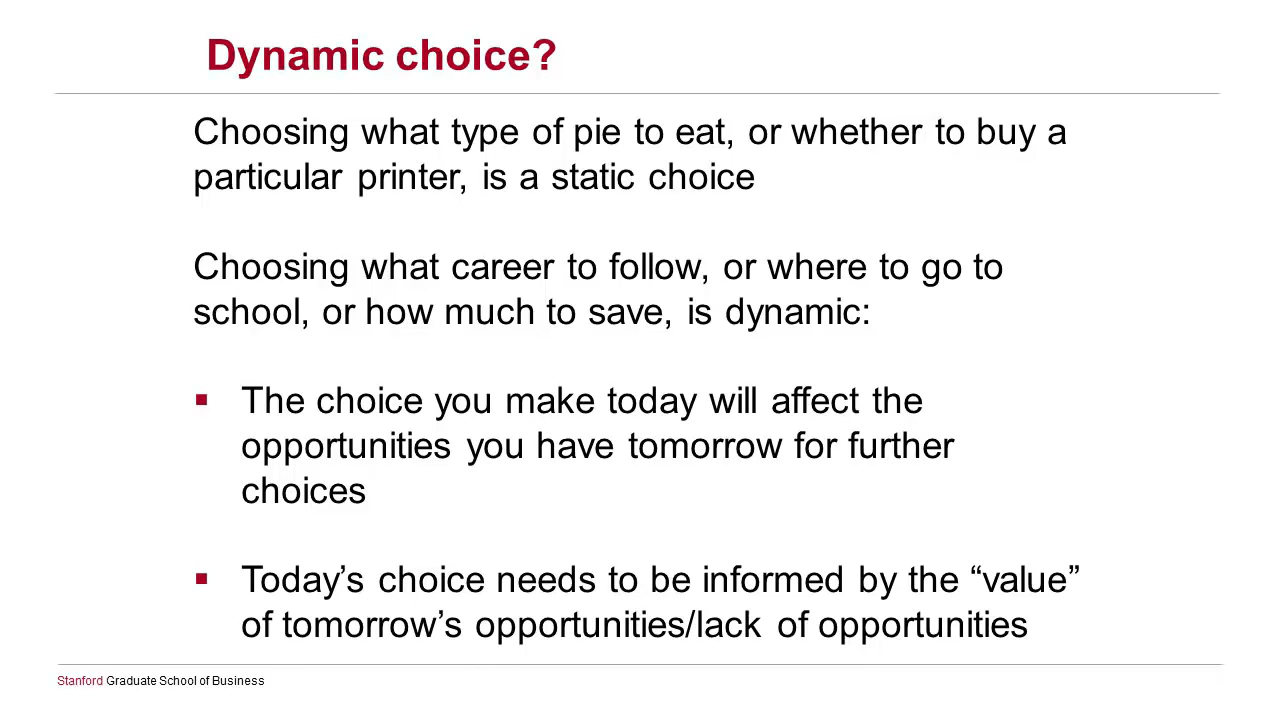 Dynamic choice?
Choosing what type of pie to eat, or whether to buy a
particular printer, is a static choice
Choosing what career to follow, or where to go to
school, or how much to save, is dynamic:
▪ The choice you make today will affect the
opportunities you have tomorrow for further
choices
▪ Today’s choice needs to be informed by the “value”
of tomorrow’s opportunities/lack of opportunities
Stanford Graduate School of Business